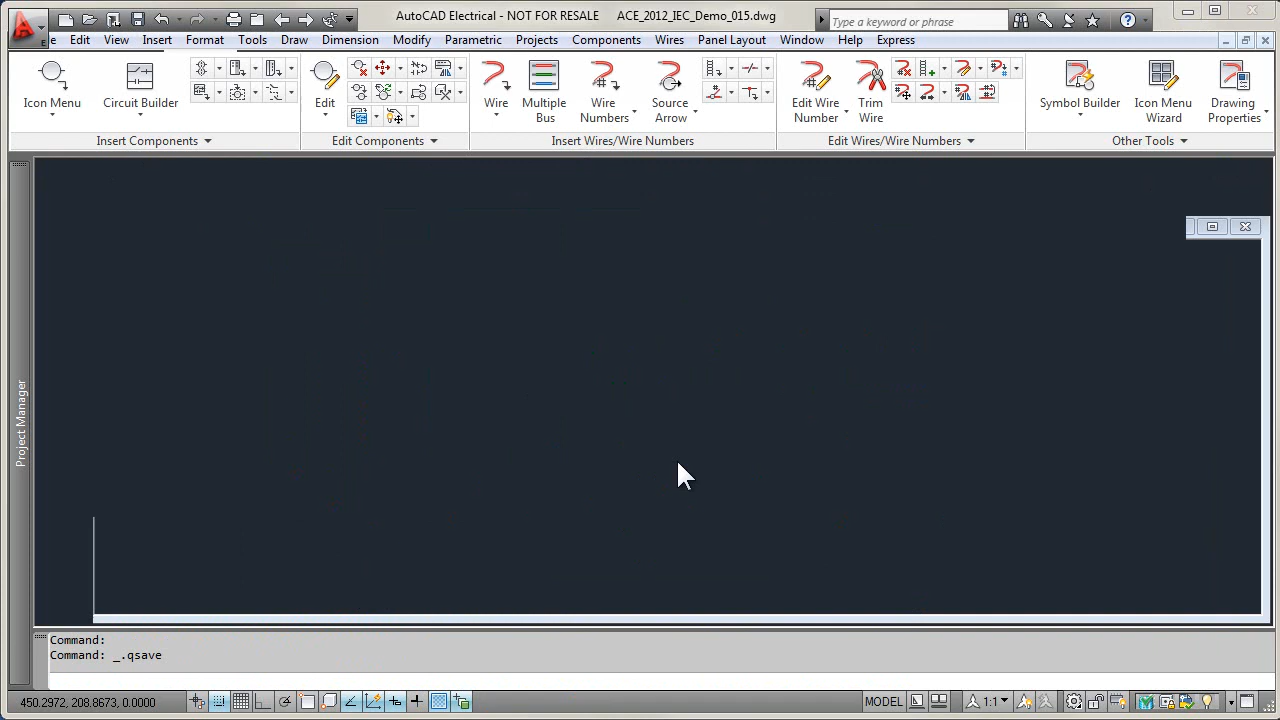 AutoCAD Electrical - NOT FOR RESALE ACE_2012_IEC_Demo_015.dwg
Type a keyword or phrase
E
e Edit View Insert Format Tools Draw Dimension Modify Parametric Projects Components Wires Panel Layout Window Help Express
Icon Menu
Circuit Builder
Edit
Wire
Multiple
Bus
Wire
Numbers
Source
Arrow
Edit Wire
Number
Trim
Wire
Symbol Builder
Icon Menu
Wizard
Drawing
Properties
Insert Components
Edit Components
Insert Wires/Wire Numbers
Edit Wires/Wire Numbers
Other Tools
Project Manager
Command:
Command: _.qsave
450.2972, 208.8673, 0.0000
MODEL
1:1